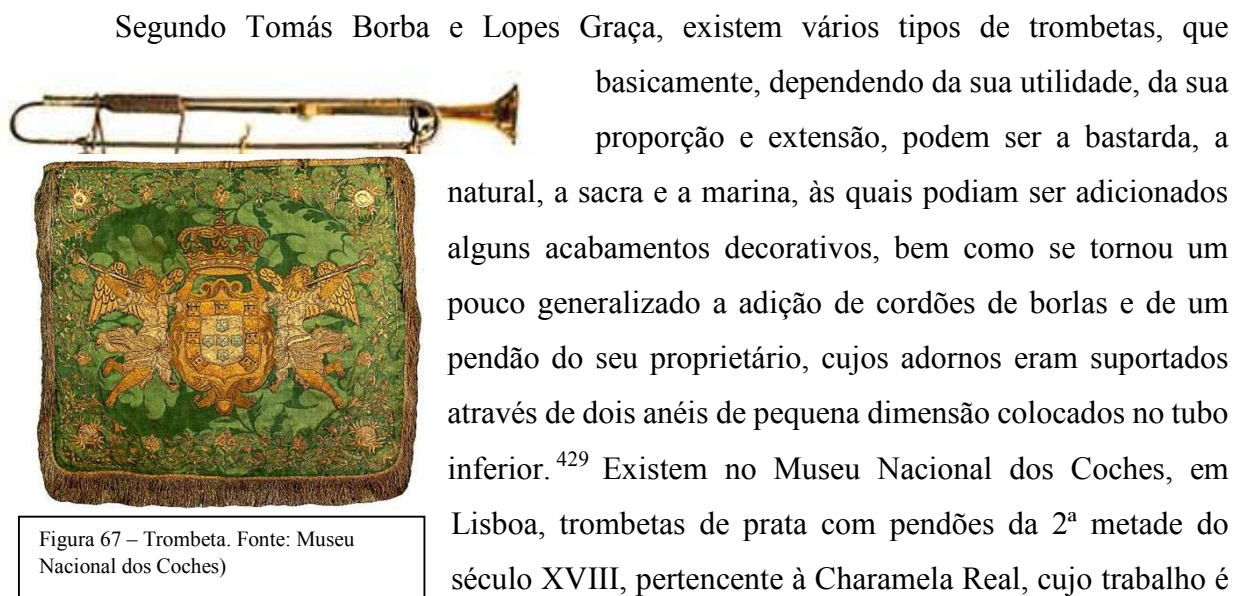 Segundo Tomás Borba e Lopes Graça, existem vários tipos de trombetas, que
basicamente, dependendo da sua utilidade, da sua
proporção e extensão, podem ser a bastarda, a
natural, a sacra e a marina, às quais podiam ser adicionados
alguns acabamentos decorativos, bem como se tornou um
pouco generalizado a adição de cordões de borlas e de um
pendão do seu proprietário, cujos adornos eram suportados
através de dois anéis de pequena dimensão colocados no tubo
inferior. 429 Existem no Museu Nacional dos Coches, em
Lisboa, trombetas de prata com pendões da 2ª metade do
século XVIII, pertencente à Charamela Real, cujo trabalho é
Figura 67 – Trombeta. Fonte: Museu
Nacional dos Coches)